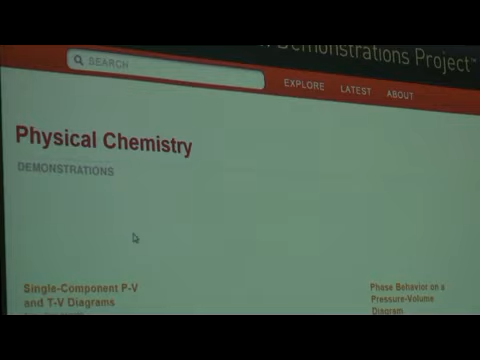 Demonstrations Project™
SEARCH
EXPLORE
LATEST
ABOUT
Physical Chemistry
DEMONSTRATIONS
Single-Component P-V
and T-V Diagrams
Phase Behavior on a
Pressure-Volume
Diagram